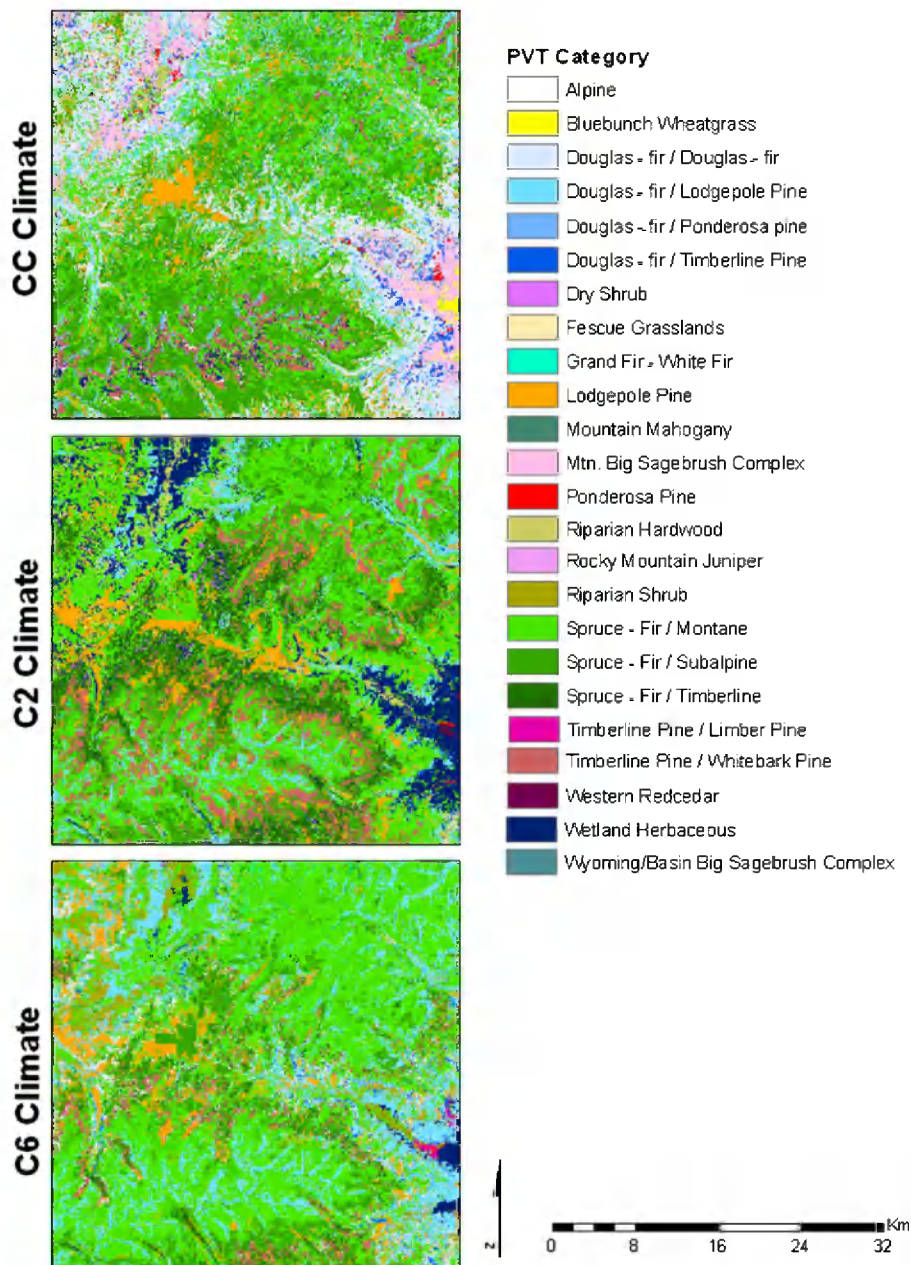 CC Climate
C2 Climate
C6 Climate
PVT Category
Alpine
Bluebunch Wheatgrass
Douglas - fir / Douglas - fir
Douglas - fir / Lodgepole Pine
Douglas - fir / Ponderosa pine
Douglas - fir / Timberline Pine
Dry Shrub
Fescue Grasslands
Grand Fir - White Fir
Lodgepole Pine
Mountain Mahogany
Mtn. Big Sagebrush Complex
Ponderosa Pine
Riparian Hardwood
Rocky Mountain Juniper
Riparian Shrub
Spruce - Fir / Montane
Spruce - Fir / Subalpine
Spruce - Fir / Timberline
Timberline Pine / Limber Pine
Timberline Pine / Whitebark Pine
Western Redcedar
Wetland Herbaceous
Wyoming/Basin Big Sagebrush Complex
N
Km
0 8 16 24 32